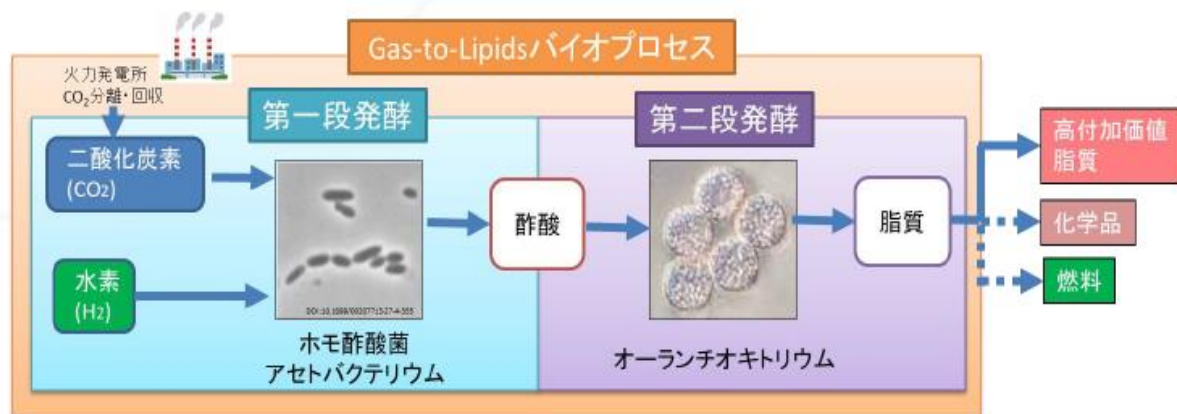 Gas-to-Lipidsバイオプロセス
火力発電所
CO₂分離・回収
第一段発酵
第二段発酵
二酸化炭素
(CO₂)
水素
(H₂)
酢酸
脂質
ホモ酢酸菌
アセトバクテリウム
オーランチオキトリウム
高付加価値
脂質
化学品
燃料